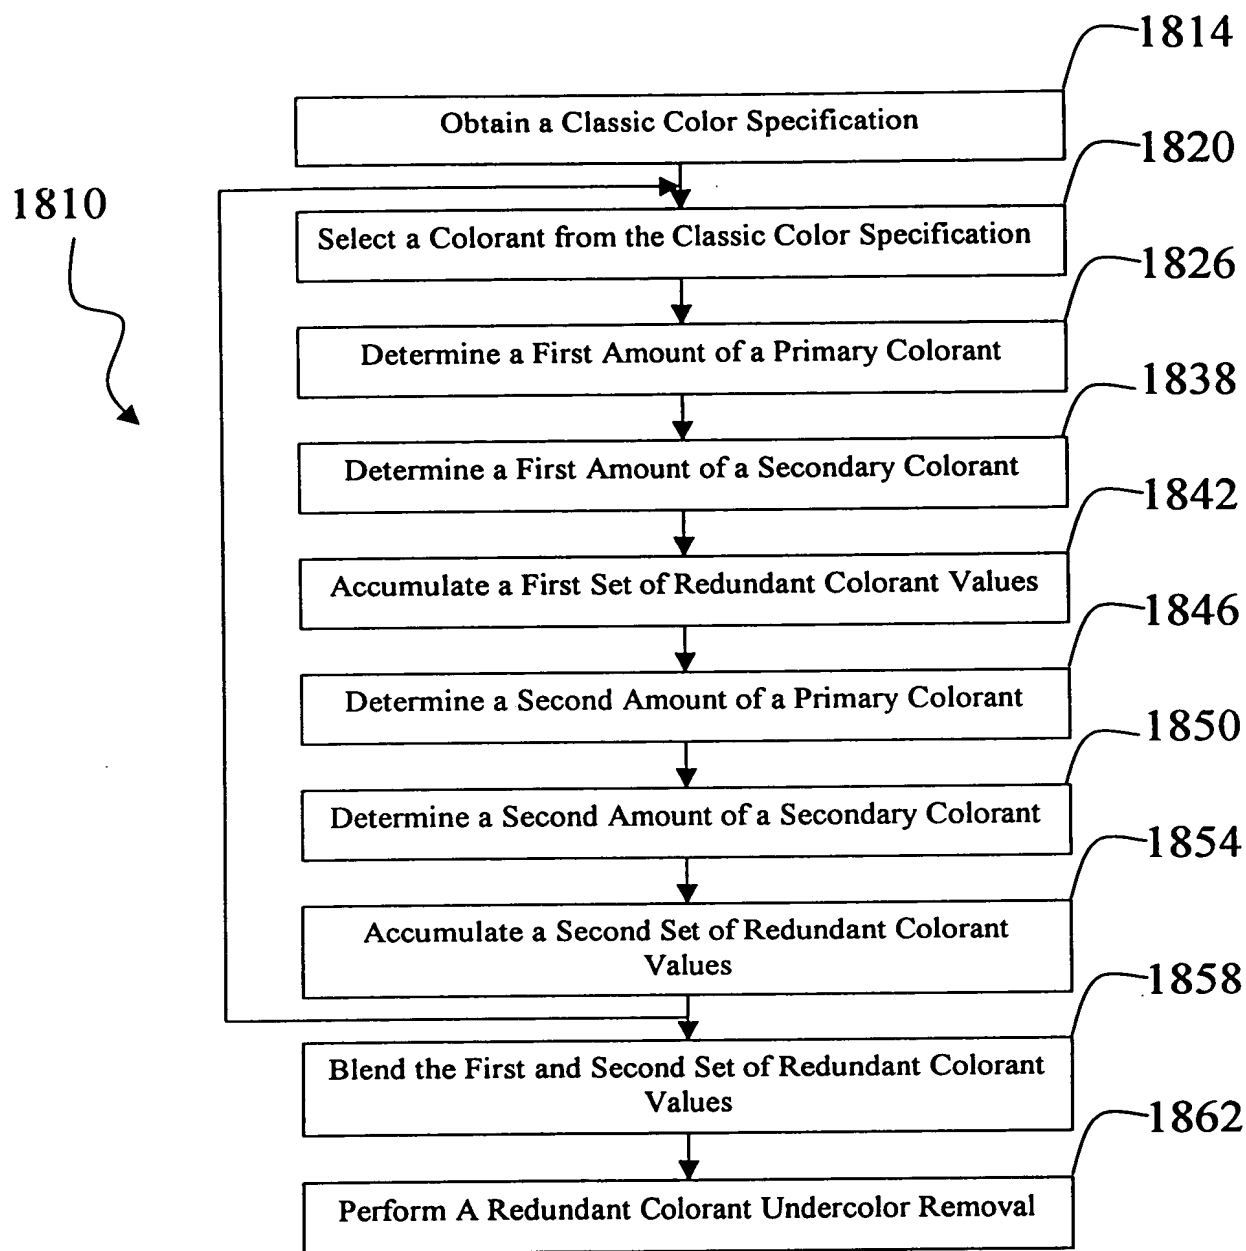 1814
Obtain a Classic Color Specification
1820
1810
Select a Colorant from the Classic Color Specification
1826
Determine a First Amount of a Primary Colorant
1838
Determine a First Amount of a Secondary Colorant
1842
Accumulate a First Set of Redundant Colorant Values
1846
Determine a Second Amount of a Primary Colorant
1850
Determine a Second Amount of a Secondary Colorant
1854
Accumulate a Second Set of Redundant Colorant
Values
1858
Blend the First and Second Set of Redundant Colorant
Values
1862
Perform A Redundant Colorant Undercolor Removal